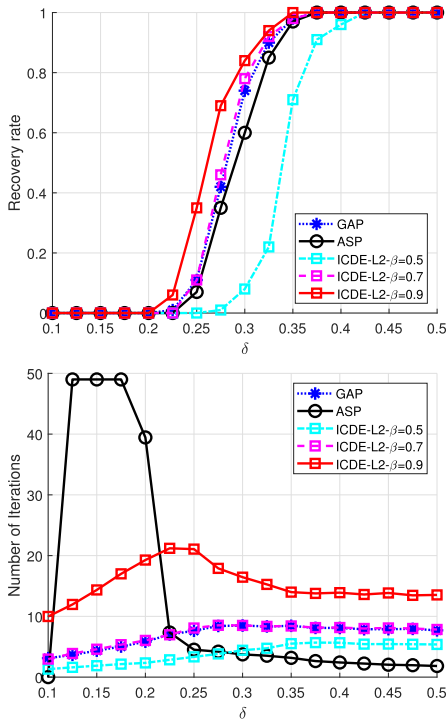 1
0.8
0.6
0.4
0.2
0
Recovery rate
GAP
ASP
ICDE-L2-β=0.5
ICDE-L2-β=0.7
ICDE-L2-β=0.9
0.1 0.15 0.2 0.25 0.3 0.35 0.4 0.45 0.5
δ
50
40
30
20
10
0
Number of Iterations
GAP
ASP
ICDE-L2-β=0.5
ICDE-L2-β=0.7
ICDE-L2-β=0.9
0.1 0.15 0.2 0.25 0.3 0.35 0.4 0.45 0.5
δ